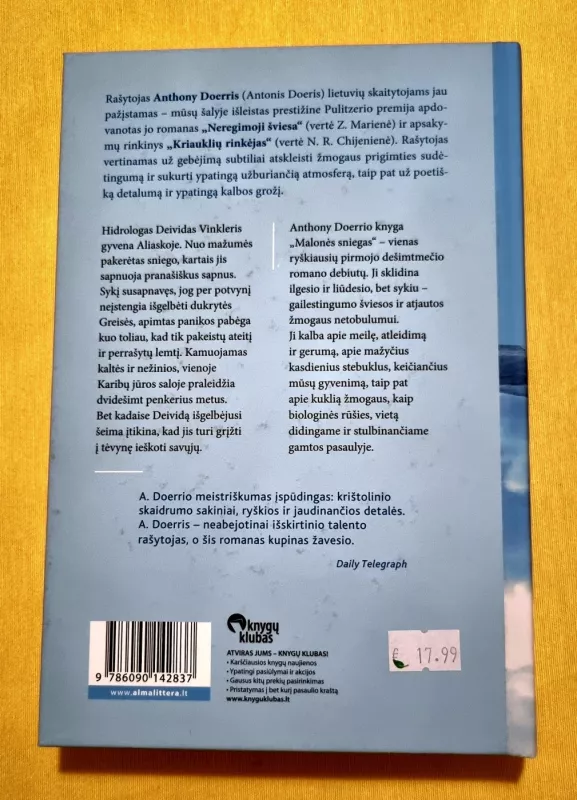 Rašytojas Anthony Doerris (Antonis Doeris) lietuvių skaitytojams jau
pažįstamas – mūsų šalyje išleistas prestižine Pulitzerio premija apdo-
vanotas jo romanas „Neregimoji šviesa“ (vertė Z. Marienė) ir apsaky-
mų rinkinys „Kriauklių rinkėjas“ (vertė N. R. Chijenienė). Rašytojas
vertinamas už gebėjimą subtiliai atskleisti žmogaus prigimties sudė-
tingumą ir sukurti ypatingą užburiančią atmosferą, taip pat už poetiš-
ką detalumą ir ypatingą kalbos grožį.
Hidrologas Deividas Vinkleris
gyvena Aliaskoje. Nuo mažumės
pakerėtas sniego, kartais jis
sapnuoja pranašiškus sapnus.
Sykį susapnavęs, jog per potvynį
neįstengia išgelbėti dukrytės
Greisės, apimtas panikos pabėga
kuo toliau, kad tik pakeistų ateitį
ir perrašytų lemtį. Kamuojamas
kaltės ir nežinios, vienoje
Karibų jūros saloje praleidžia
dvidešimt penkerius metus.
Bet kadaise Deividą išgelbėjusi
šeima įtikina, kad jis turi grįžti
į tėvynę ieškoti savųjų.
Anthony Doerrio knyga
„Malonės sniegas“ – vienas
ryškiausių pirmojo dešimtmečio
romano debiutų. Ji sklidina
ilgesio ir liūdesio, bet sykiu –
gailestingumo šviesos ir atjautos
žmogaus netobulumui.
Ji kalba apie meilę, atleidimą
ir gerumą, apie mažyčius
kasdienius stebuklus, keičiančius
mūsų gyvenimą, taip pat
apie kuklią žmogaus, kaip
biologinės rūšies, vietą
didingame ir stulbinančiame
gamtos pasaulyje.
A. Doerrio meistriškumas įspūdingas: krištolinio
skaidrumo sakiniai, ryškios ir jaudinančios detalės.
A. Doerris – neabejotinai išskirtinio talento
rašytojas, o šis romanas kupinas žavesio.
Daily Telegraph
knygų
klubas
ATVIRAS JUMS – KNYGŲ KLUBAS!
• Karščiausios knygų naujienos
• Ypatingi pasiūlymai ir akcijos
• Gausus kitų prekių pasirinkimas
• Pristatymas į bet kurį pasaulio kraštą
www.knyguklubas.lt
9 786090 142837
www.almalittera.lt
€ 17.99